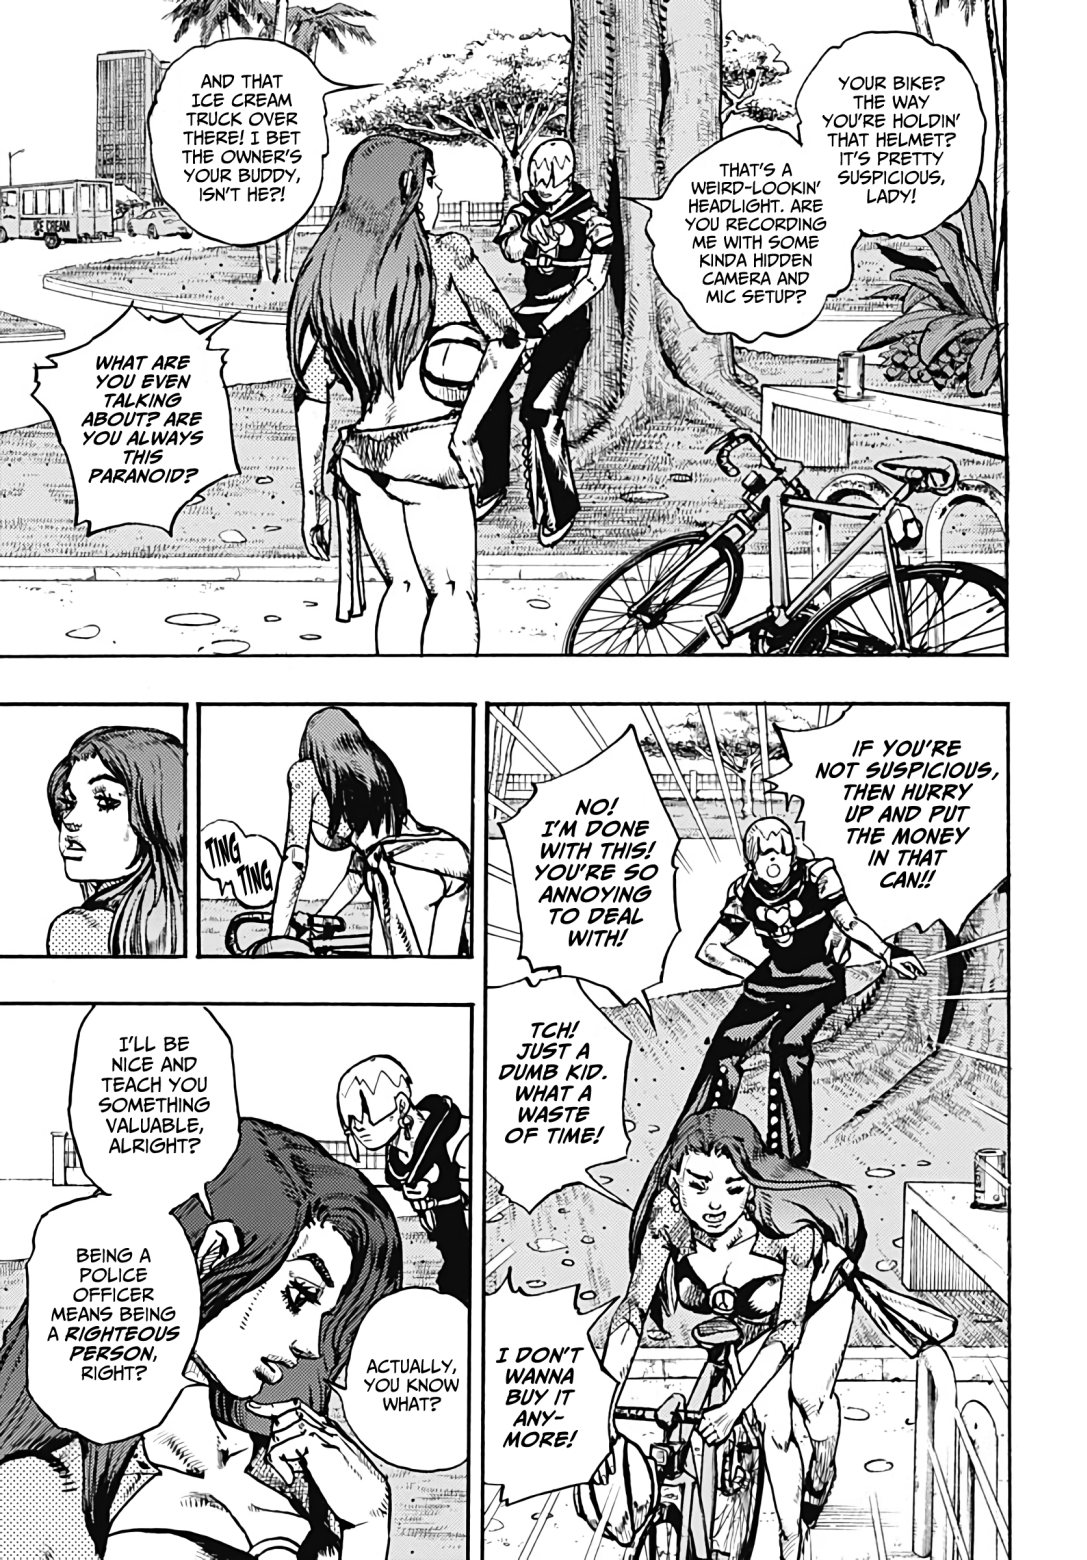 YOUR BIKE?
THE WAY
YOU'RE HOLDIN'
THAT HELMET?
IT'S PRETTY
SUSPICIOUS,
LADY!
THAT'S A
WEIRD-LOOKIN'
HEADLIGHT. ARE
YOU RECORDING
ME WITH SOME
KINDA HIDDEN
CAMERA AND
MIC SETUP?
AND THAT
ICE CREAM
TRUCK OVER
THERE! I BET
THE OWNER'S
YOUR BUDDY,
ISN'T HE?!
ICE CREAM
WHAT ARE
YOU EVEN
TALKING
ABOUT? ARE
YOU ALWAYS
THIS
PARANOID?
IF YOU'RE
NOT SUSPICIOUS,
THEN HURRY
UP AND PUT
THE MONEY
IN THAT
CAN!!
NO!
I'M DONE
WITH THIS!
YOU'RE SO
ANNOYING
TO DEAL
WITH!
TCH!
JUST A
DUMB KID.
WHAT A
WASTE
OF TIME!
I DON'T
WANNA
BUY IT
ANY-
MORE!
TING
TING
ACTUALLY,
YOU KNOW
WHAT?
I'LL BE
NICE AND
TEACH YOU
SOMETHING
VALUABLE,
ALRIGHT?
BEING A
POLICE
OFFICER
MEANS BEING
A RIGHTEOUS
PERSON,
RIGHT?